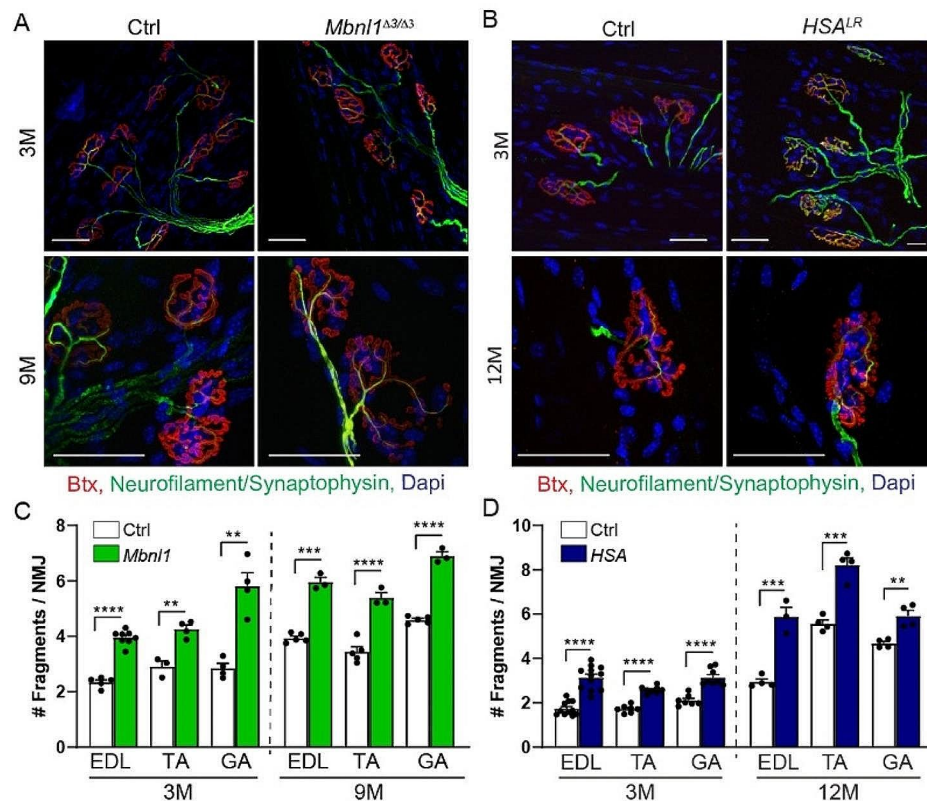 A
Ctrl
Mbnl1Δ3/Δ3
3M
9M
Btx, Neurofilament/Synaptophysin, Dapi
B
Ctrl
HSALR
3M
12M
Btx, Neurofilament/Synaptophysin, Dapi
C
# Fragments / NMJ
8
6
4
2
0
Ctrl
Mbnl1
****
**
**
***
****
****
EDL TA GA EDL TA GA
3M 9M
D
# Fragments / NMJ
10
8
6
4
2
0
Ctrl
HSA
****
****
****
***
***
**
EDL TA GA EDL TA GA
3M 12M